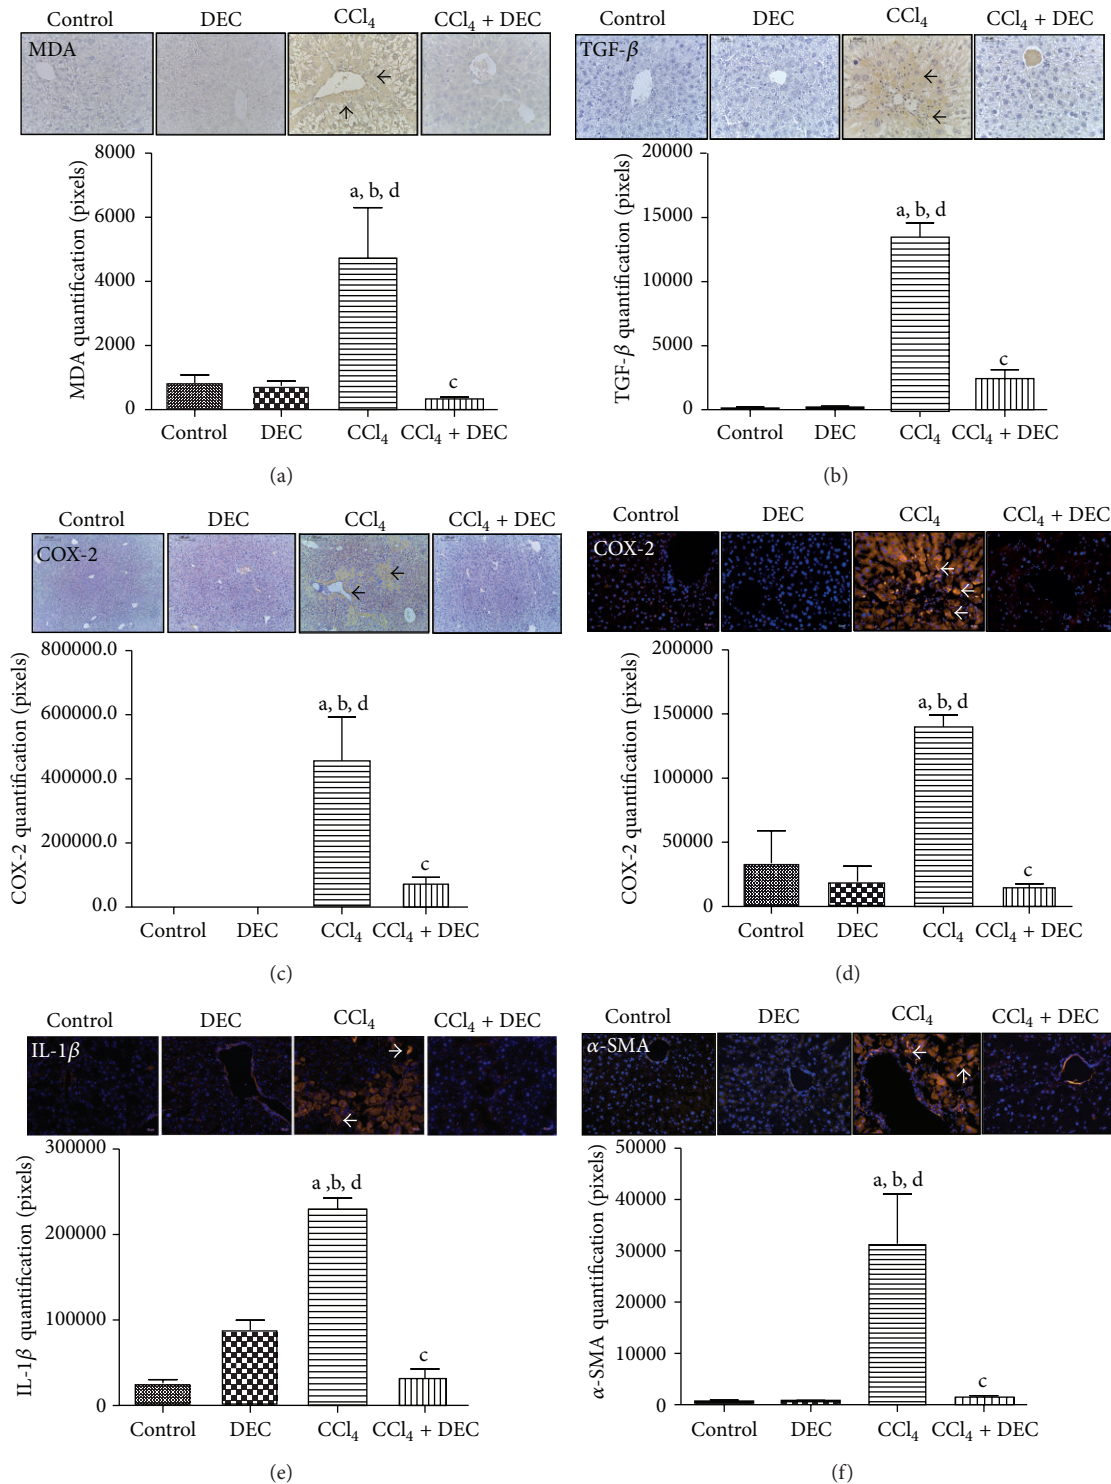 Control DEC CCl₄ CCl₄ + DEC
MDA
MDA quantification (pixels)
8000
6000
4000
2000
0
a, b, d
c
Control DEC CCl₄ CCl₄ + DEC
(a)
Control DEC CCl₄ CCl₄ + DEC
TGF-β
TGF-β quantification (pixels)
20000
15000
10000
5000
0
a, b, d
c
Control DEC CCl₄ CCl₄ + DEC
(b)
Control DEC CCl₄ CCl₄ + DEC
COX-2
COX-2 quantification (pixels)
800000.0
600000.0
400000.0
200000.0
0.0
a, b, d
c
Control DEC CCl₄ CCl₄ + DEC
(c)
Control DEC CCl₄ CCl₄ + DEC
COX-2
COX-2 quantification (pixels)
200000
150000
100000
50000
0
a, b, d
c
Control DEC CCl₄ CCl₄ + DEC
(d)
Control DEC CCl₄ CCl₄ + DEC
IL-1β
IL-1β quantification (pixels)
300000
200000
100000
0
a ,b, d
c
Control DEC CCl₄ CCl₄ + DEC
(e)
Control DEC CCl₄ CCl₄ + DEC
α-SMA
α-SMA quantification (pixels)
50000
40000
30000
20000
10000
0
a, b, d
c
Control DEC CCl₄ CCl₄ + DEC
(f)